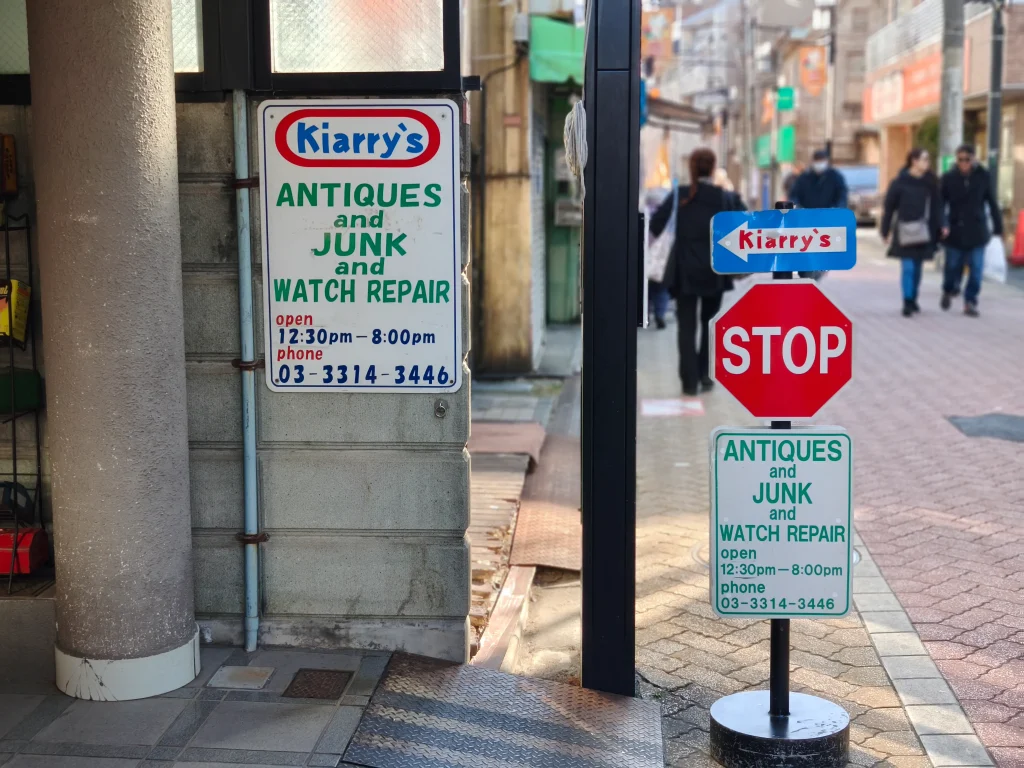 Kiarry's
ANTIQUES
and
JUNK
and
WATCH REPAIR
open
12:30pm－8:00pm
phone
03-3314-3446
Kiarry's
STOP
ANTIQUES
and
JUNK
and
WATCH REPAIR
open
12:30pm－8:00pm
phone
03-3314-3446